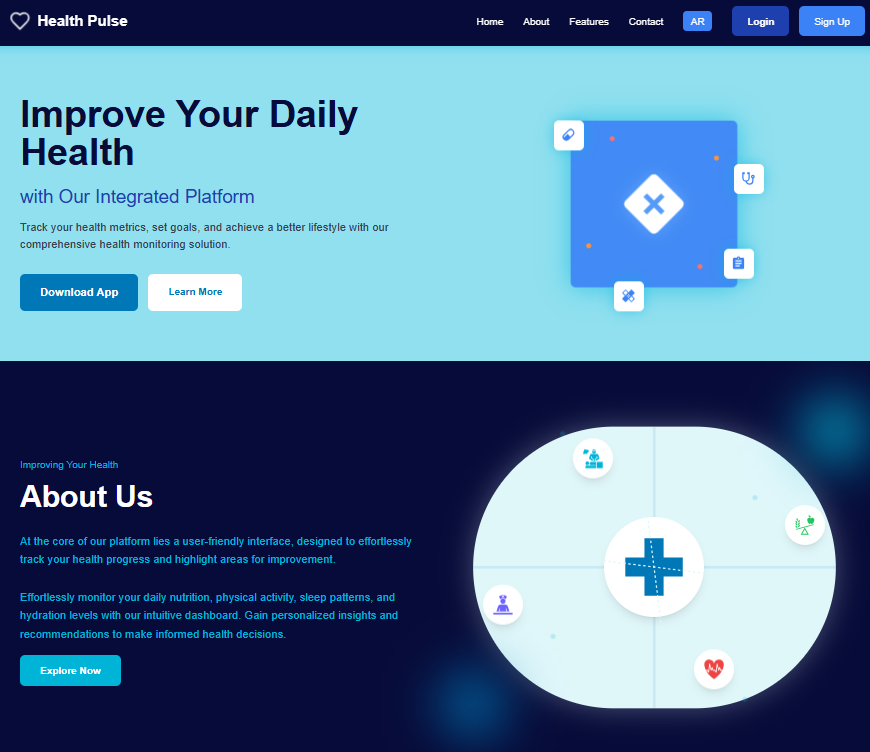 Health Pulse
Home
About
Features
Contact
AR
Login
Sign Up
Improve Your Daily
Health
with Our Integrated Platform
Track your health metrics, set goals, and achieve a better lifestyle with our
comprehensive health monitoring solution.
Download App
Learn More
Improving Your Health
About Us
At the core of our platform lies a user-friendly interface, designed to effortlessly
track your health progress and highlight areas for improvement.
Effortlessly monitor your daily nutrition, physical activity, sleep patterns, and
hydration levels with our intuitive dashboard. Gain personalized insights and
recommendations to make informed health decisions.
Explore Now